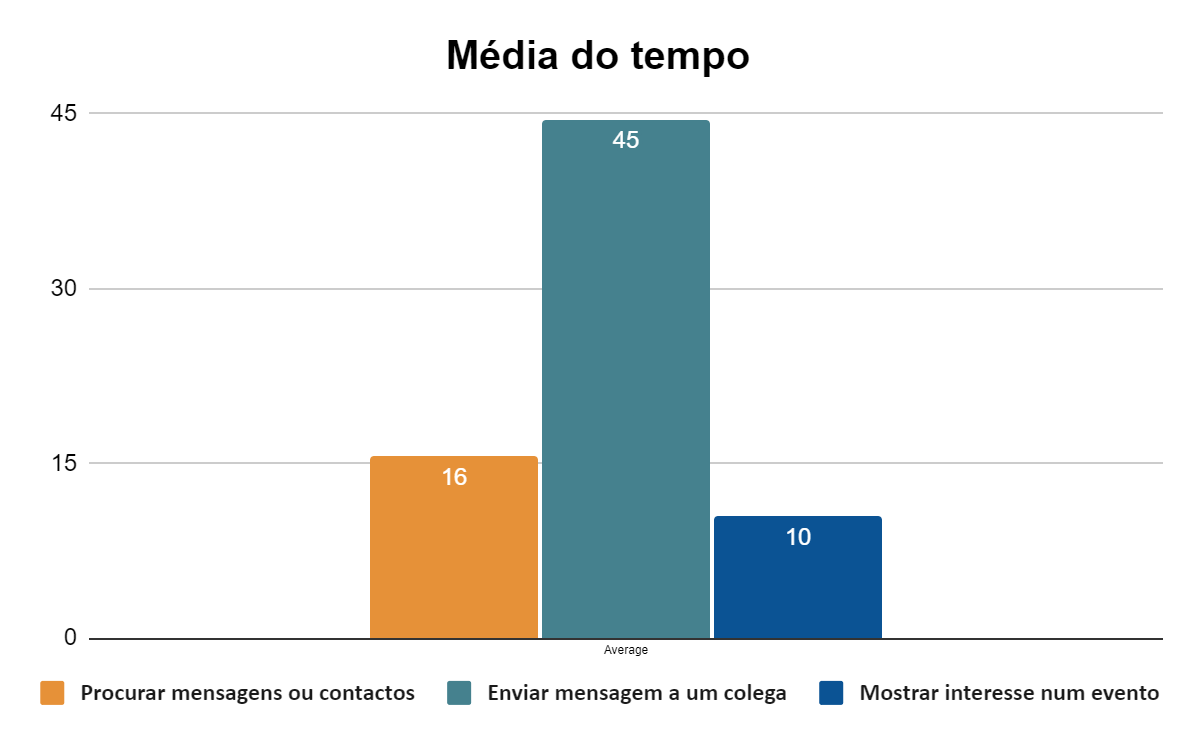 Média do tempo
45
45
30
15
16
10
0
Average
Procurar mensagens ou contactos
Enviar mensagem a um colega
Mostrar interesse num evento